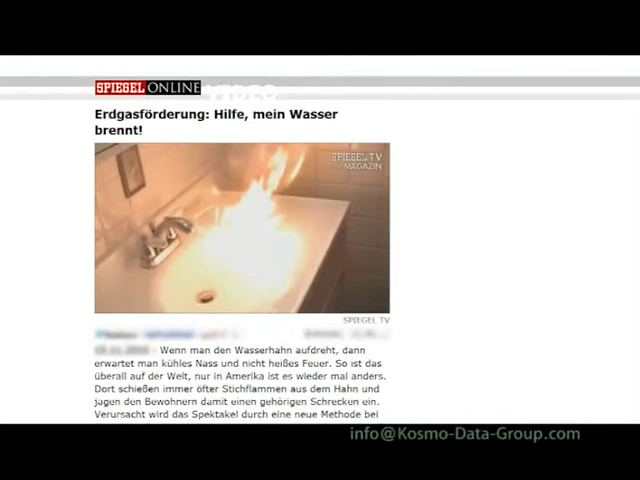 SPIEGEL ONLINE VIDEO
Erdgasförderung: Hilfe, mein Wasser
brennt!
SPIEGEL TV
MAGAZIN
SPIEGEL TV
Wenn man den Wasserhahn aufdreht, dann
erwartet man kühles Nass und nicht heißes Feuer. So ist das
überall auf der Welt, nur in Amerika ist es wieder mal anders.
Dort schießen immer öfter Stichflammen aus dem Hahn und
jagen den Bewohnern damit einen gehörigen Schrecken ein.
Verursacht wird das Spektakel durch eine neue Methode bei
info@Kosmo-Data-Group.com